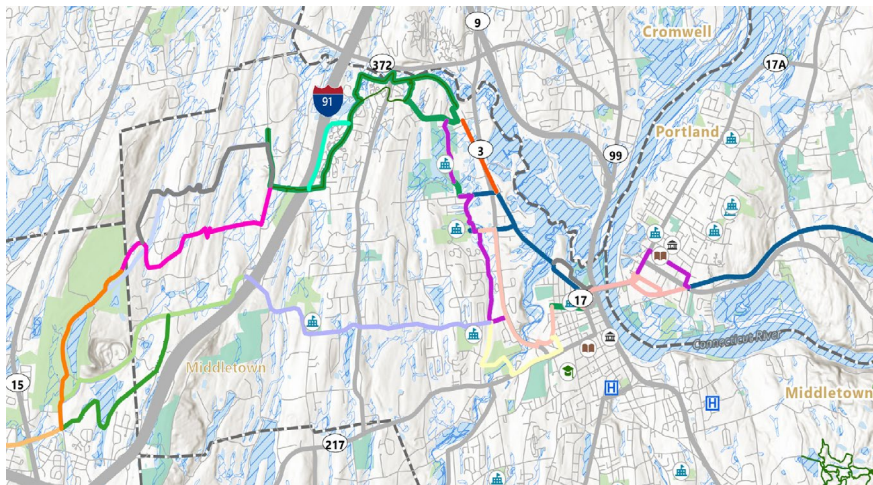 9
Cromwell
372
17A
91
Portland
3
99
17
Connecticut River
Middletown
15
Middletown
H
H
217